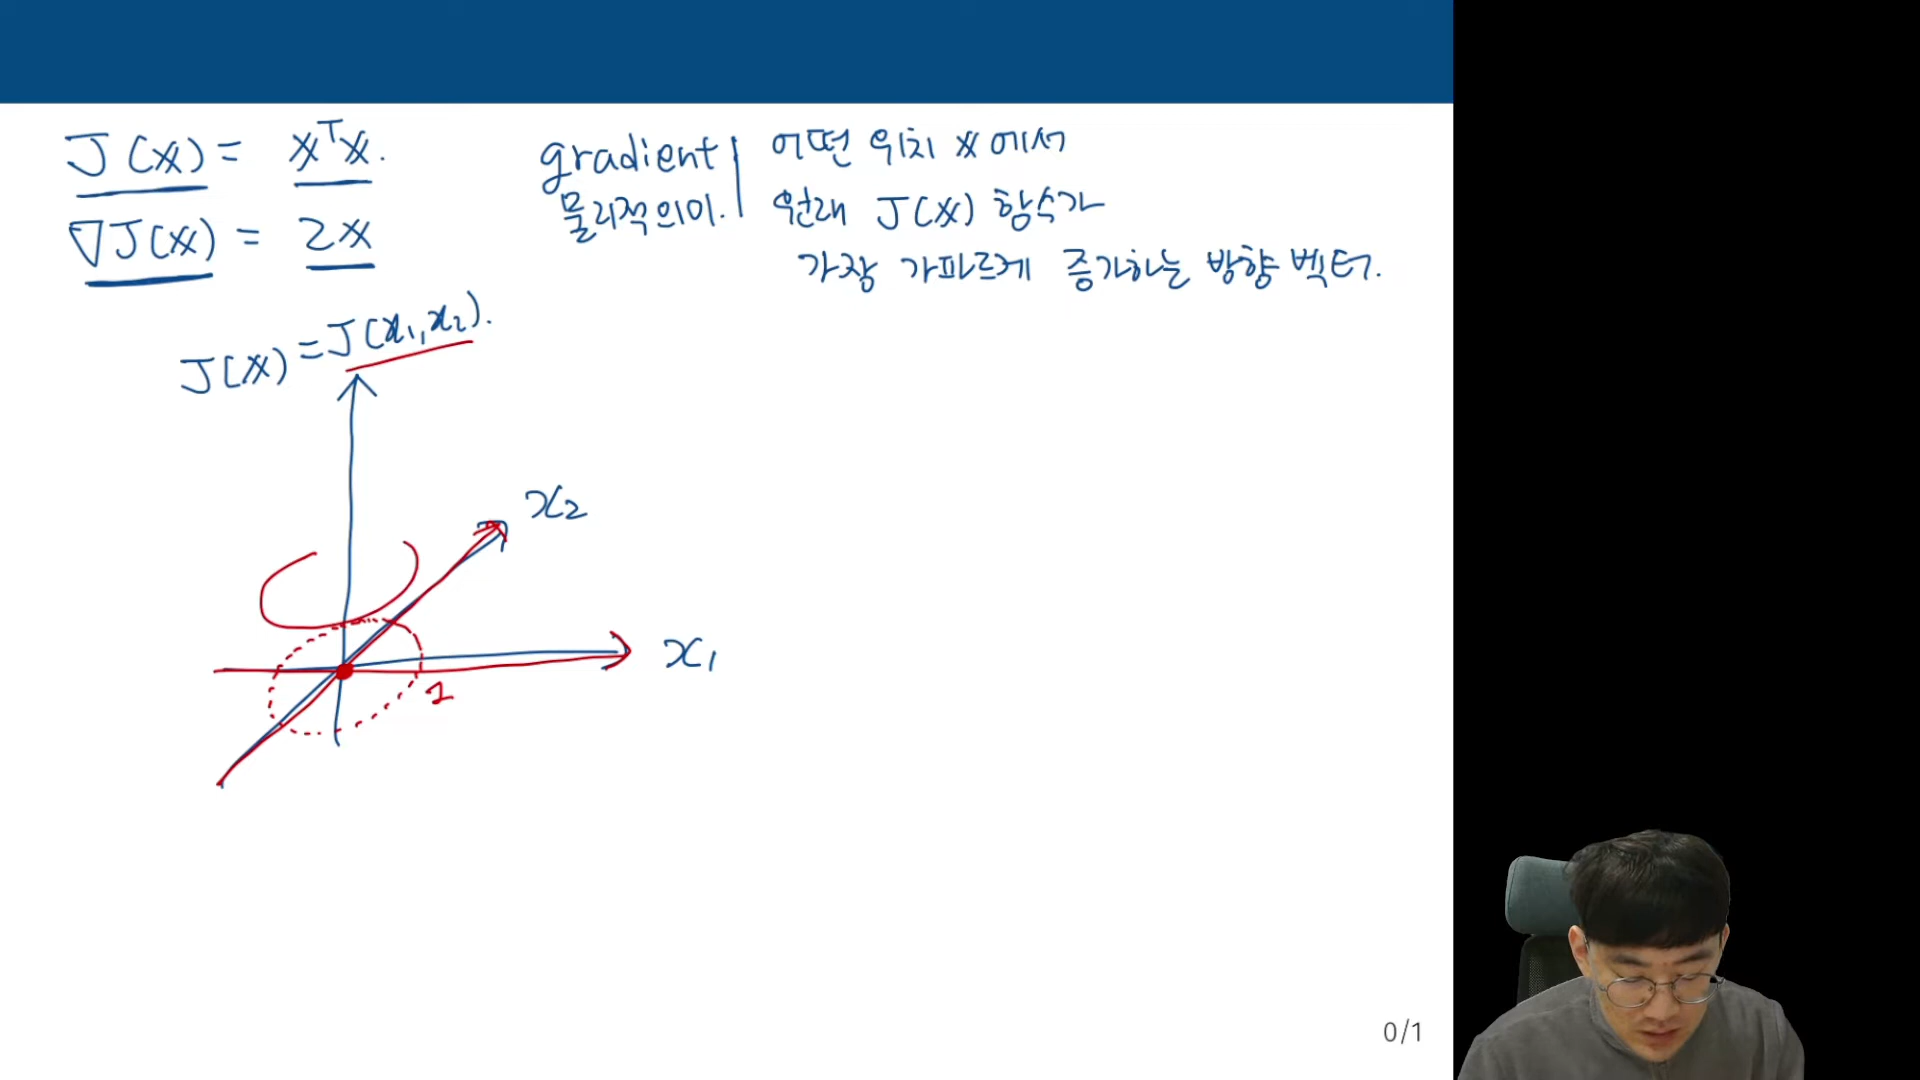 J(x) = xᵀx.
∇J(x) = 2x
gradient
물리적 의미.
어떤 위치 x에서
원래 J(x) 함수가
가장 가파르게 증가하는 방향 벡터.
J(x) = J(x₁,x₂).
x₂
x₁
1
0/1